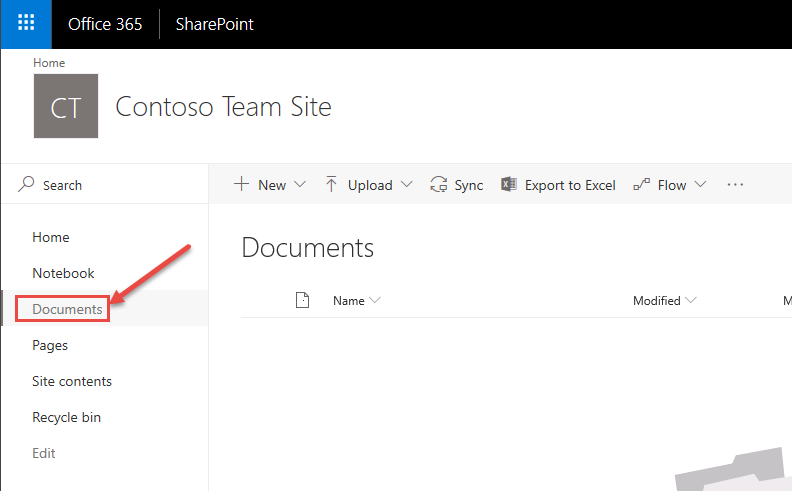 Office 365 SharePoint
Home
CT Contoso Team Site
Search
New Upload Sync Export to Excel Flow ...
Home
Notebook
Documents
Pages
Site contents
Recycle bin
Edit
Documents
Name Modified M